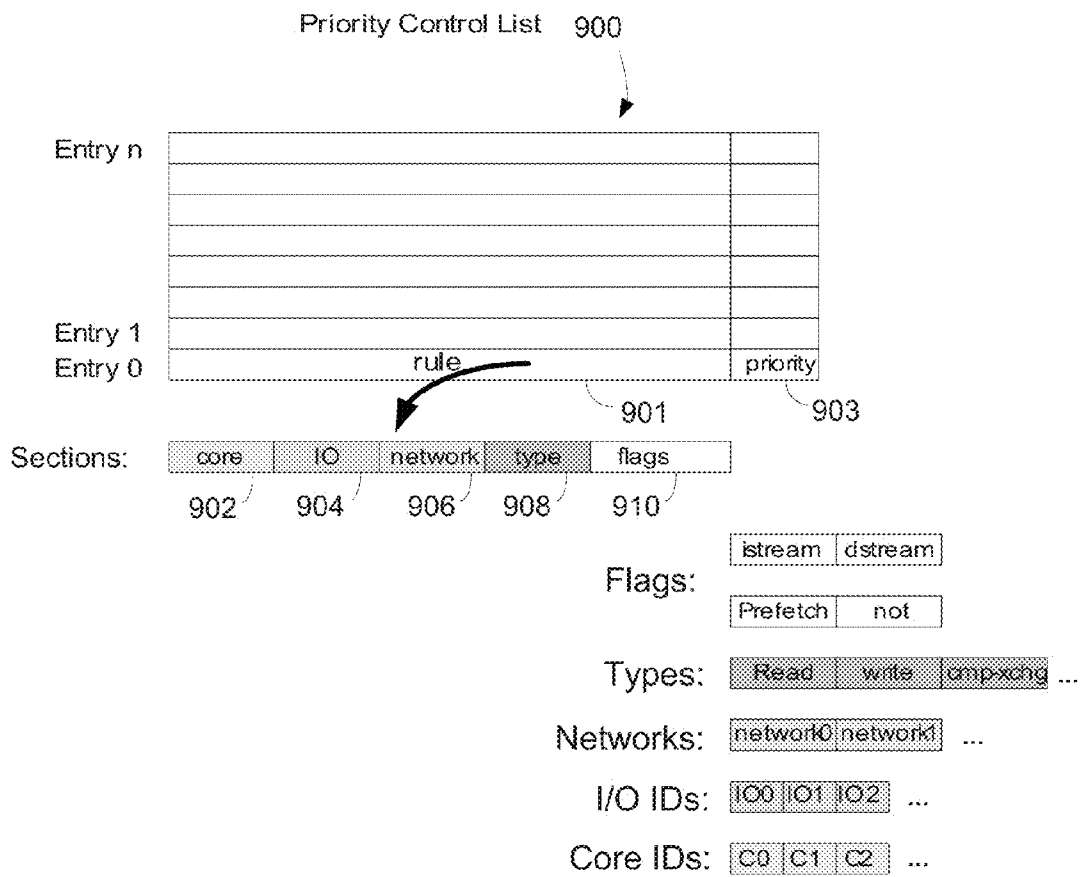 Priority Control List 900
Entry n
Entry 1
Entry 0 rule priority
901 903
Sections: core IO network type flags
902 904 906 908 910
Flags: istream dstream
Prefetch not
Types: Read write cmp-xchg ...
Networks: network0 network1 ...
I/O IDs: IO0 IO1 IO2 ...
Core IDs: C0 C1 C2 ...